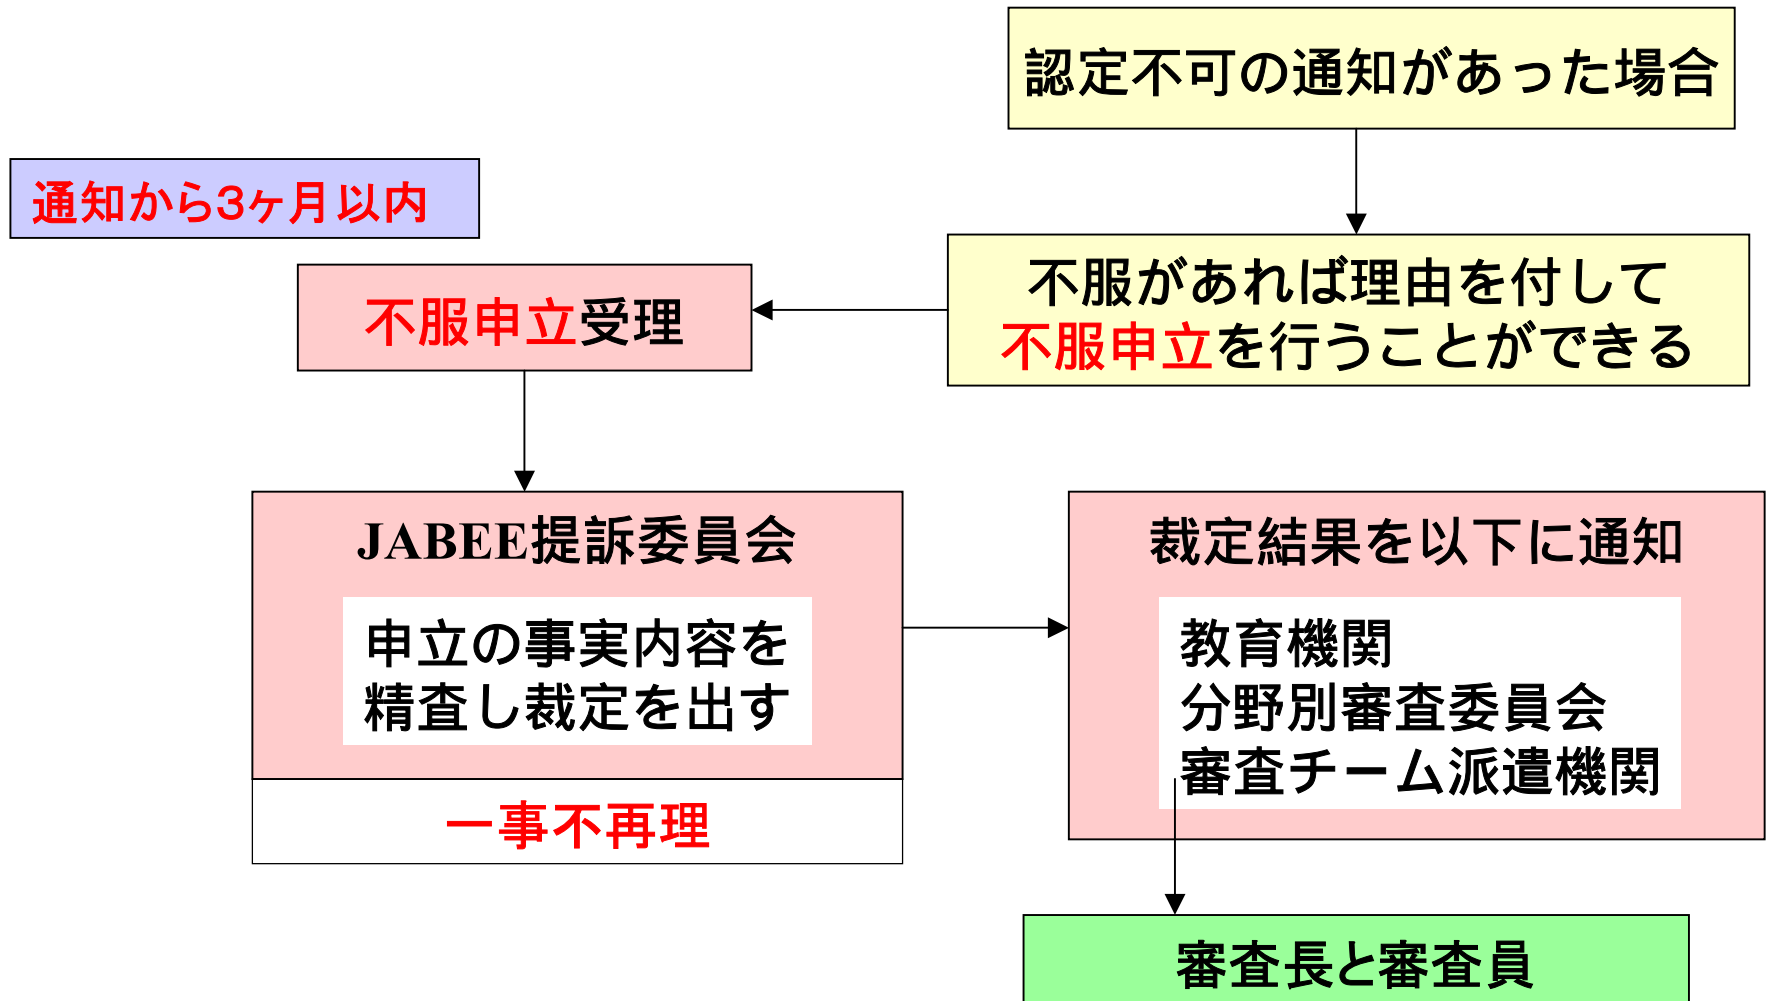 認定不可の通知があった場合
通知から3ヶ月以内
不服があれば理由を付して
不服申立を行うことができる
不服申立受理
JABEE提訴委員会
申立の事実内容を
精査し裁定を出す
一事不再理
裁定結果を以下に通知
教育機関
分野別審査委員会
審査チーム派遣機関
審査長と審査員